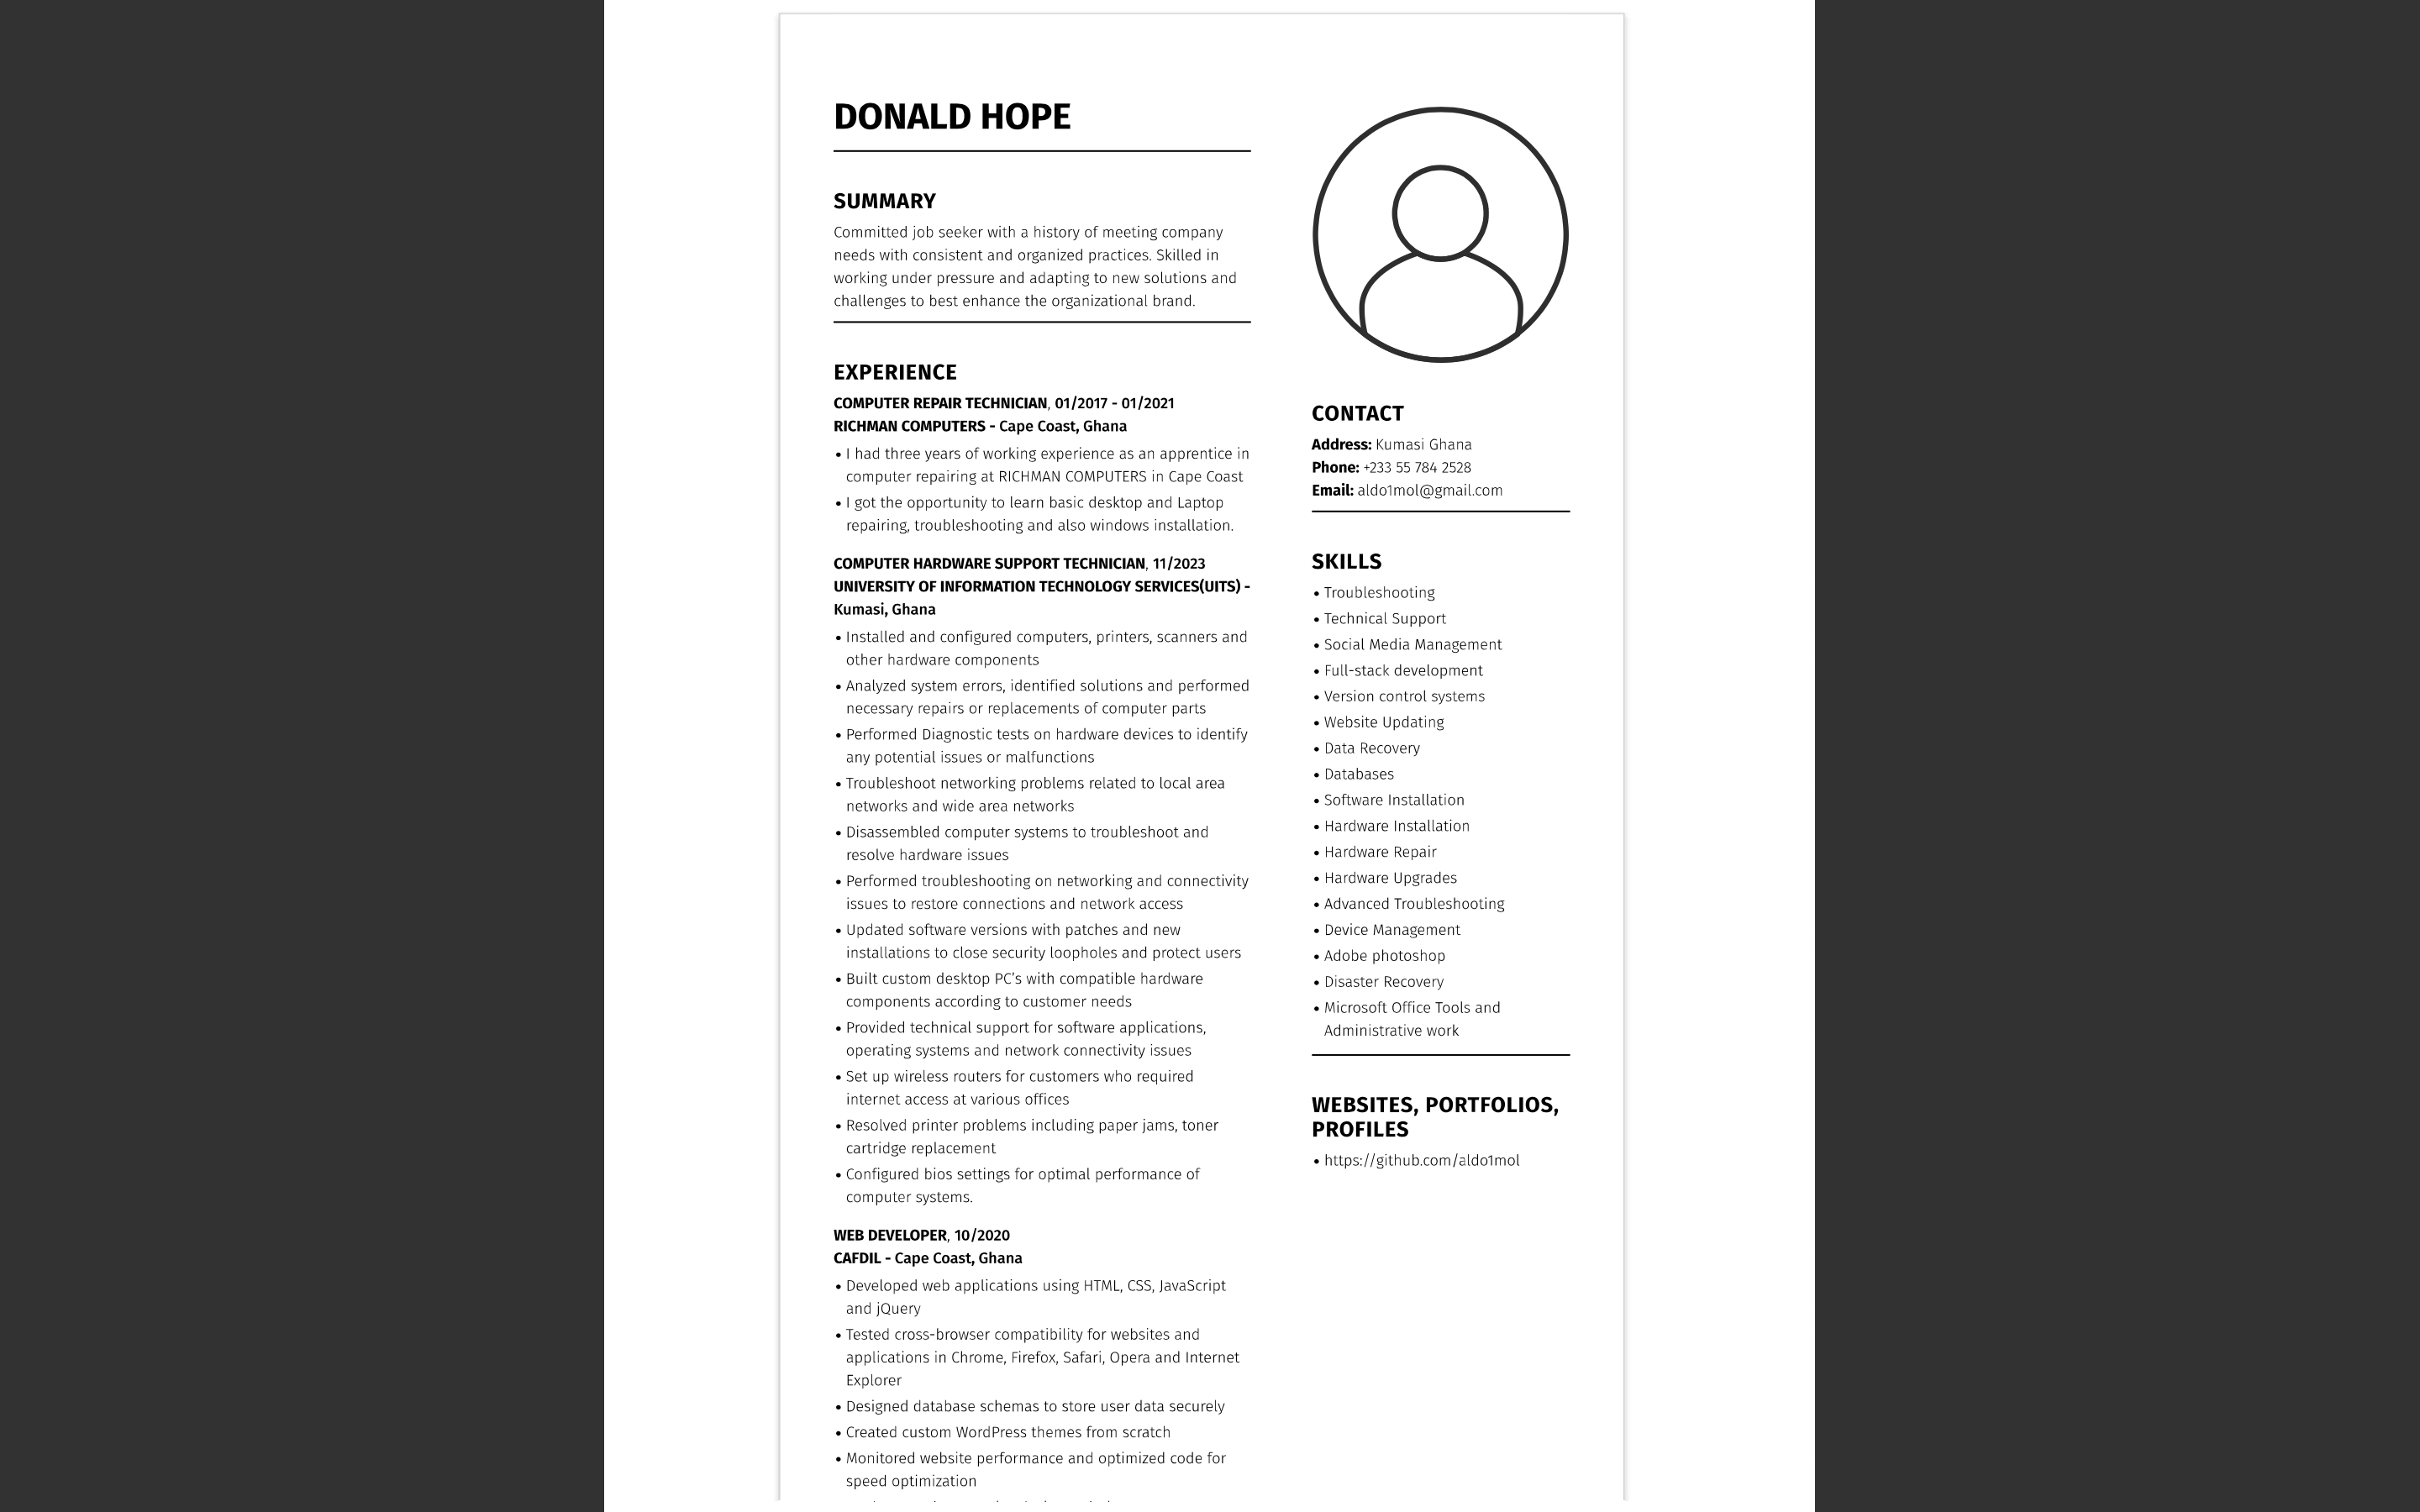 DONALD HOPE
SUMMARY
Committed job seeker with a history of meeting company
needs with consistent and organized practices. Skilled in
working under pressure and adapting to new solutions and
challenges to best enhance the organizational brand.
EXPERIENCE
COMPUTER REPAIR TECHNICIAN, 01/2017 - 01/2021
RICHMAN COMPUTERS - Cape Coast, Ghana
• I had three years of working experience as an apprentice in
computer repairing at RICHMAN COMPUTERS in Cape Coast
• I got the opportunity to learn basic desktop and Laptop
repairing, troubleshooting and also windows installation.
COMPUTER HARDWARE SUPPORT TECHNICIAN, 11/2023
UNIVERSITY OF INFORMATION TECHNOLOGY SERVICES(UITS) -
Kumasi, Ghana
• Installed and configured computers, printers, scanners and
other hardware components
• Analyzed system errors, identified solutions and performed
necessary repairs or replacements of computer parts
• Performed Diagnostic tests on hardware devices to identify
any potential issues or malfunctions
• Troubleshoot networking problems related to local area
networks and wide area networks
• Disassembled computer systems to troubleshoot and
resolve hardware issues
• Performed troubleshooting on networking and connectivity
issues to restore connections and network access
• Updated software versions with patches and new
installations to close security loopholes and protect users
• Built custom desktop PC’s with compatible hardware
components according to customer needs
• Provided technical support for software applications,
operating systems and network connectivity issues
• Set up wireless routers for customers who required
internet access at various offices
• Resolved printer problems including paper jams, toner
cartridge replacement
• Configured bios settings for optimal performance of
computer systems.
WEB DEVELOPER, 10/2020
CAFDIL - Cape Coast, Ghana
• Developed web applications using HTML, CSS, JavaScript
and jQuery
• Tested cross-browser compatibility for websites and
applications in Chrome, Firefox, Safari, Opera and Internet
Explorer
• Designed database schemas to store user data securely
• Created custom WordPress themes from scratch
• Monitored website performance and optimized code for
speed optimization
CONTACT
Address: Kumasi Ghana
Phone: +233 55 784 2528
Email: aldo1mol@gmail.com
SKILLS
• Troubleshooting
• Technical Support
• Social Media Management
• Full-stack development
• Version control systems
• Website Updating
• Data Recovery
• Databases
• Software Installation
• Hardware Installation
• Hardware Repair
• Hardware Upgrades
• Advanced Troubleshooting
• Device Management
• Adobe photoshop
• Disaster Recovery
• Microsoft Office Tools and
Administrative work
WEBSITES, PORTFOLIOS,
PROFILES
• https://github.com/aldo1mol